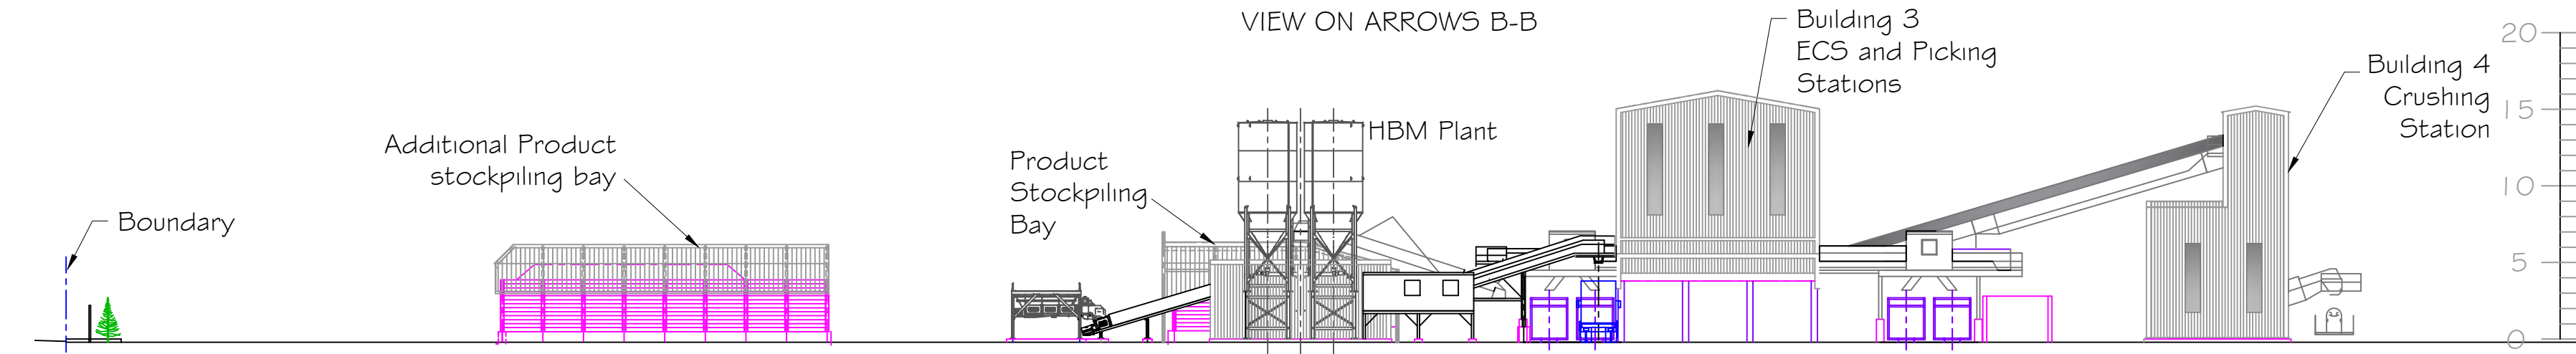 VIEW ON ARROWS B-B
Building 3
ECS and Picking
Stations
Building 4
Crushing
Station
HBM Plant
Additional Product
stockpiling bay
Product
Stockpiling
Bay
Boundary
20
15
10
5
0